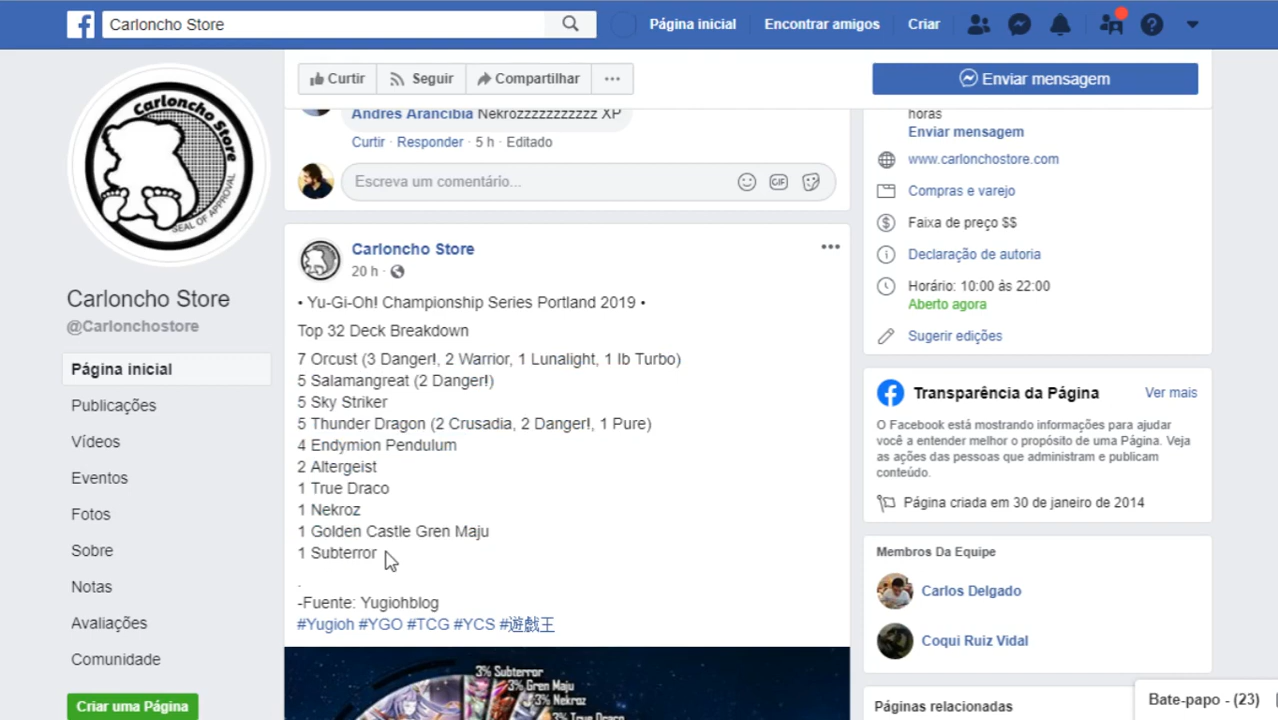 Carloncho Store
Página inicial
Encontrar amigos
Criar
Curtir
Seguir
Compartilhar
...
Enviar mensagem
Carloncho Store
SEAL OF APPROVAL
Carloncho Store
@Carlonchostore
Página inicial
Publicações
Vídeos
Eventos
Fotos
Sobre
Notas
Avaliações
Comunidade
Criar uma Página
Andrés Arancibia Nekrozzzzzzzzzzz XP
Curtir · Responder · 5 h · Editado
Escreva um comentário...
GIF
Carloncho Store
20 h ·
• Yu-Gi-Oh! Championship Series Portland 2019 •
Top 32 Deck Breakdown
7 Orcust (3 Danger!, 2 Warrior, 1 Lunalight, 1 Ib Turbo)
5 Salamangreat (2 Danger!)
5 Sky Striker
5 Thunder Dragon (2 Crusadia, 2 Danger!, 1 Pure)
4 Endymion Pendulum
2 Altergeist
1 True Draco
1 Nekroz
1 Golden Castle Gren Maju
1 Subterror
.
-Fuente: Yugiohblog
#Yugioh #YGO #TCG #YCS #遊戯王
3% Subterror
3% Gren Maju
3% Nekroz
3% True Draco
horas
Enviar mensagem
www.carlonchostore.com
Compras e varejo
Faixa de preço $$
Declaração de autoria
Horário: 10:00 às 22:00
Aberto agora
Sugerir edições
Transparência da Página
Ver mais
O Facebook está mostrando informações para ajudar
você a entender melhor o propósito de uma Página. Veja
as ações das pessoas que administram e publicam
conteúdo.
Página criada em 30 de janeiro de 2014
Membros Da Equipe
Carlos Delgado
Coqui Ruiz Vidal
Páginas relacionadas
Bate-papo - (23)